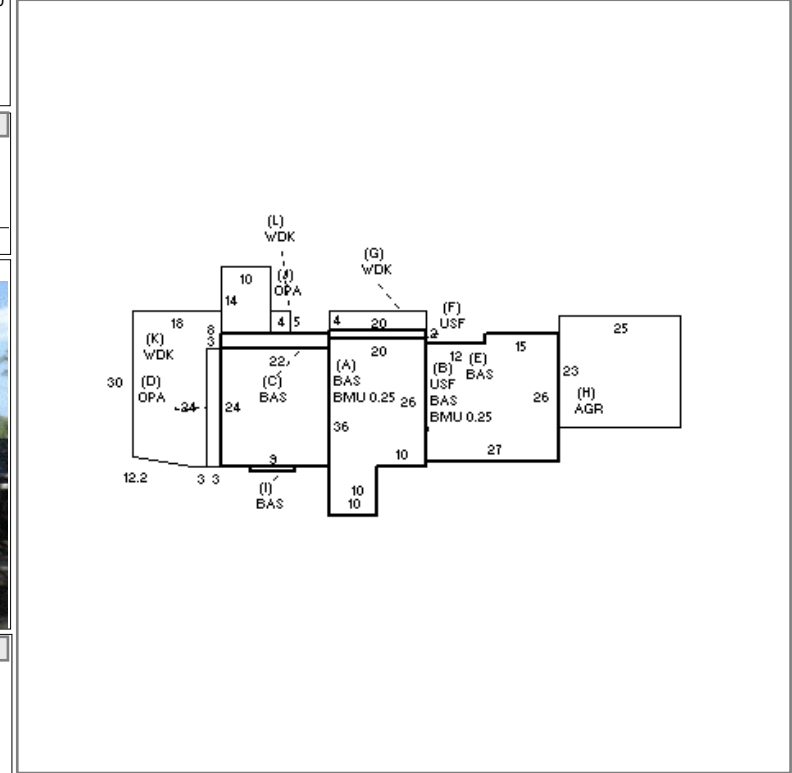 (L)
WDK
(G)
WDK
10
(J)
OPA
14
4 5
4
20
(F)
USF
2
25
18
8
3
(K)
WDK
20
15
22
12
(E)
BAS
(A)
BAS
BMU 0.25
(B)
USF
BAS
BMU 0.25
23
30
(D)
OPA
(C)
BAS
(H)
AGR
24
24
26
26
36
10
27
9
12.2
3 3
(I)
BAS
10
10